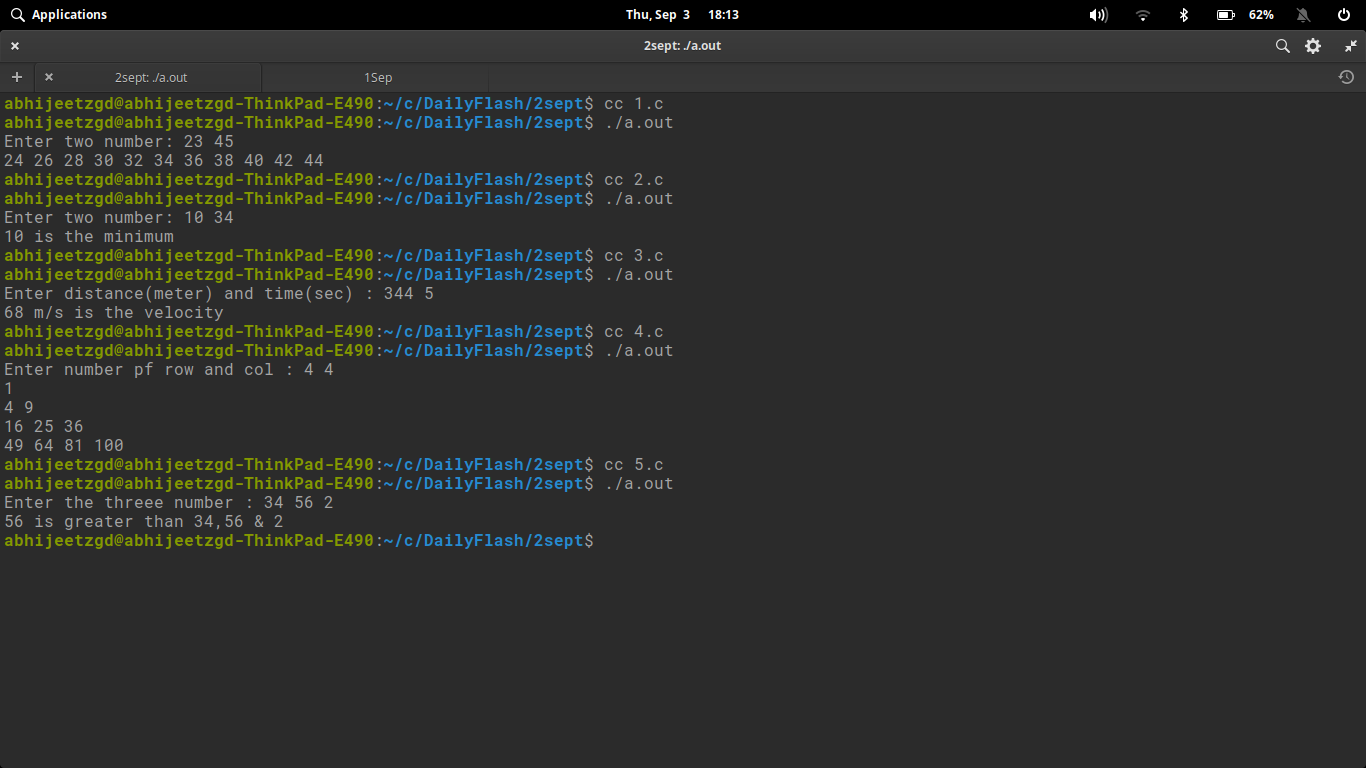 Applications
Thu, Sep 3 18:13
62%
2sept: ./a.out
2sept: ./a.out
1Sep
abhijeetzgd@abhijeetzgd-ThinkPad-E490:~/c/DailyFlash/2sept$ cc 1.c
abhijeetzgd@abhijeetzgd-ThinkPad-E490:~/c/DailyFlash/2sept$ ./a.out
Enter two number: 23 45
24 26 28 30 32 34 36 38 40 42 44
abhijeetzgd@abhijeetzgd-ThinkPad-E490:~/c/DailyFlash/2sept$ cc 2.c
abhijeetzgd@abhijeetzgd-ThinkPad-E490:~/c/DailyFlash/2sept$ ./a.out
Enter two number: 10 34
10 is the minimum
abhijeetzgd@abhijeetzgd-ThinkPad-E490:~/c/DailyFlash/2sept$ cc 3.c
abhijeetzgd@abhijeetzgd-ThinkPad-E490:~/c/DailyFlash/2sept$ ./a.out
Enter distance(meter) and time(sec) : 344 5
68 m/s is the velocity
abhijeetzgd@abhijeetzgd-ThinkPad-E490:~/c/DailyFlash/2sept$ cc 4.c
abhijeetzgd@abhijeetzgd-ThinkPad-E490:~/c/DailyFlash/2sept$ ./a.out
Enter number pf row and col : 4 4
1
4 9
16 25 36
49 64 81 100
abhijeetzgd@abhijeetzgd-ThinkPad-E490:~/c/DailyFlash/2sept$ cc 5.c
abhijeetzgd@abhijeetzgd-ThinkPad-E490:~/c/DailyFlash/2sept$ ./a.out
Enter the threee number : 34 56 2
56 is greater than 34,56 & 2
abhijeetzgd@abhijeetzgd-ThinkPad-E490:~/c/DailyFlash/2sept$